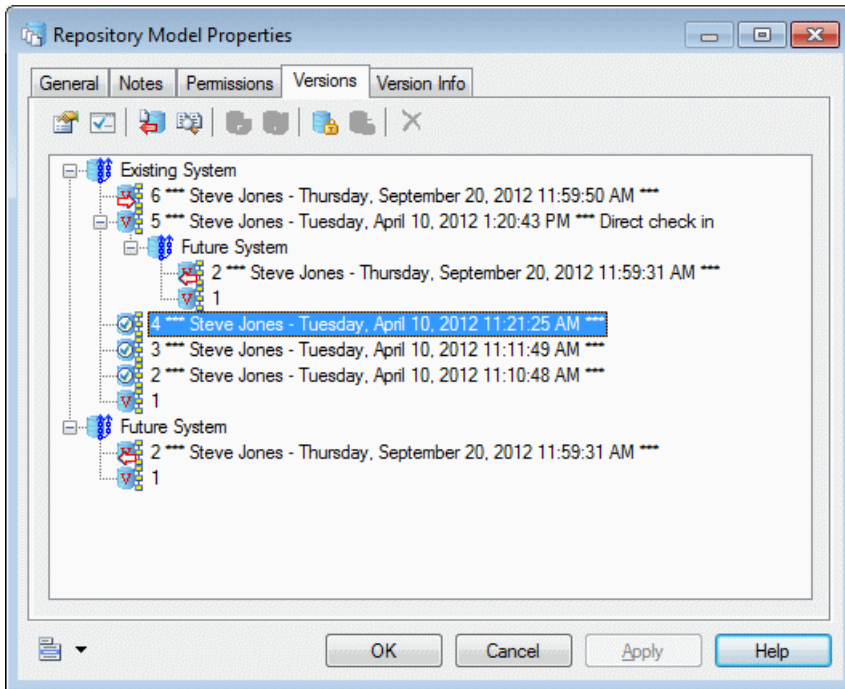 Repository Model Properties
General Notes Permissions Versions Version Info
Existing System
6 *** Steve Jones - Thursday, September 20, 2012 11:59:50 AM ***
5 *** Steve Jones - Tuesday, April 10, 2012 1:20:43 PM *** Direct check in
Future System
2 *** Steve Jones - Thursday, September 20, 2012 11:59:31 AM ***
1
4 *** Steve Jones - Tuesday, April 10, 2012 11:21:25 AM ***
3 *** Steve Jones - Tuesday, April 10, 2012 11:11:49 AM ***
2 *** Steve Jones - Tuesday, April 10, 2012 11:10:48 AM ***
1
Future System
2 *** Steve Jones - Thursday, September 20, 2012 11:59:31 AM ***
1
OK Cancel Apply Help